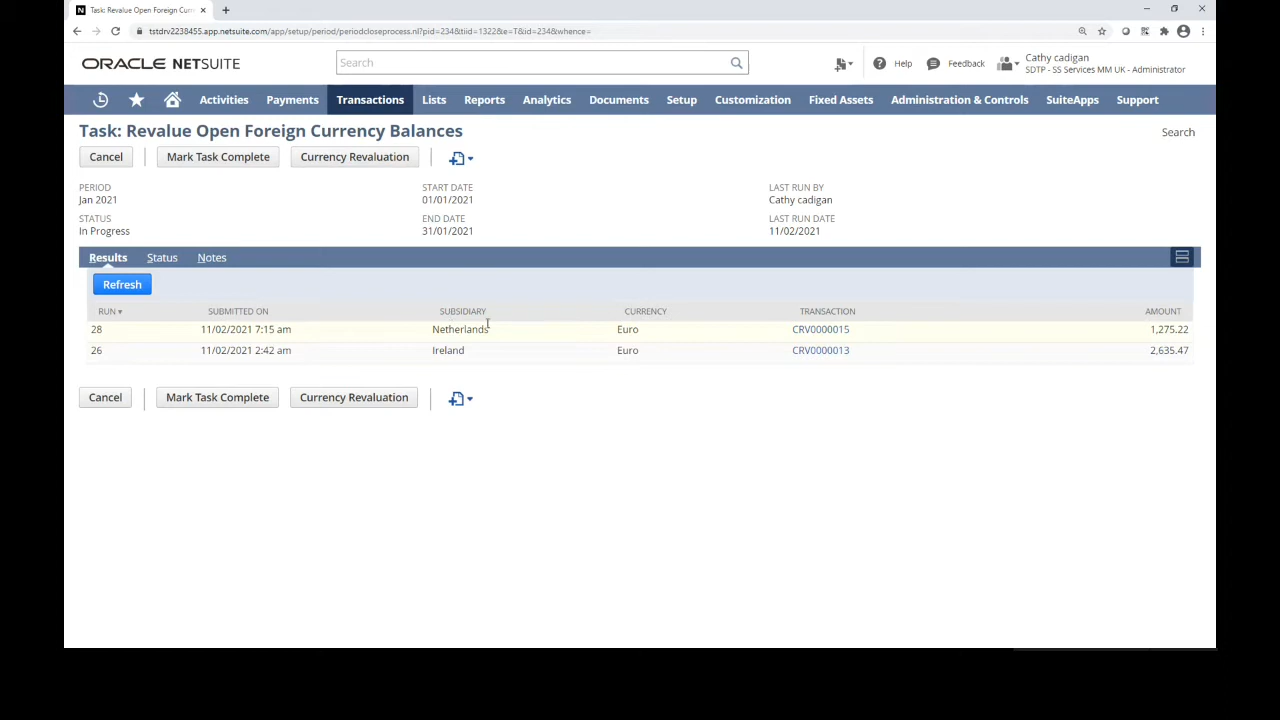 Task: Revalue Open Foreign Curr
tstdrv2238455.app.netsuite.com/app/setup/period/periodcloseprocess.nl?pid=234&tiid=1322&e=T&id=234&whence=
ORACLE NETSUITE
Search
Help
Feedback
Cathy cadigan
SDTP - SS Services MM UK - Administrator
Activities Payments Transactions Lists Reports Analytics Documents Setup Customization Fixed Assets Administration & Controls SuiteApps Support
Task: Revalue Open Foreign Currency Balances
Search
Cancel Mark Task Complete Currency Revaluation
PERIOD START DATE LAST RUN BY
Jan 2021 01/01/2021 Cathy cadigan
STATUS END DATE LAST RUN DATE
In Progress 31/01/2021 11/02/2021
Results Status Notes
Refresh
RUN SUBMITTED ON SUBSIDIARY CURRENCY TRANSACTION AMOUNT
28 11/02/2021 7:15 am Netherlands Euro CRV0000015 1,275.22
26 11/02/2021 2:42 am Ireland Euro CRV0000013 2,635.47
Cancel Mark Task Complete Currency Revaluation